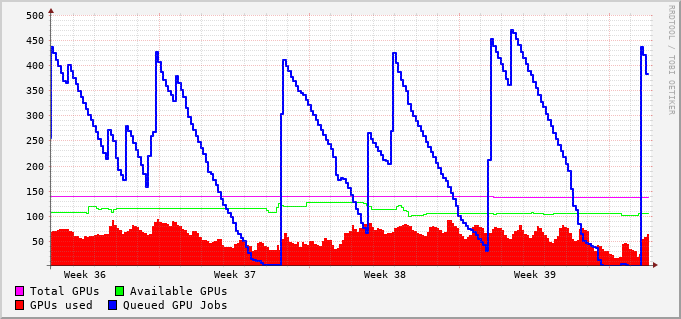 500
450
400
350
300
250
200
150
100
50
Week 36 Week 37 Week 38 Week 39
Total GPUs Available GPUs
GPUs used Queued GPU Jobs
RRDTOOL / TOBI OETIKER